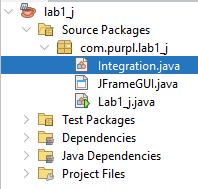 lab1_j
Source Packages
com.purpl.lab1_j
Integration.java
JFrameGUI.java
Lab1_j.java
Test Packages
Dependencies
Java Dependencies
Project Files